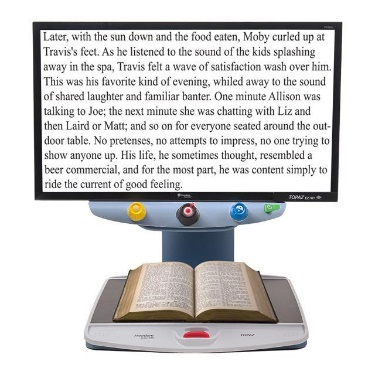 Later, with the sun down and the food eaten, Moby curled up at
Travis's feet. As he listened to the sound of the kids splashing
away in the spa, Travis felt a wave of satisfaction wash over him.
This was his favorite kind of evening, whiled away to the sound
of shared laughter and familiar banter. One minute Allison was
talking to Joe; the next minute she was chatting with Liz and
then Laird or Matt; and so on for everyone seated around the out-
door table. No pretenses, no attempts to impress, no one trying to
show anyone up. His life, he sometimes thought, resembled a
beer commercial, and for the most part, he was content simply to
ride the current of good feeling.
TOPAZ